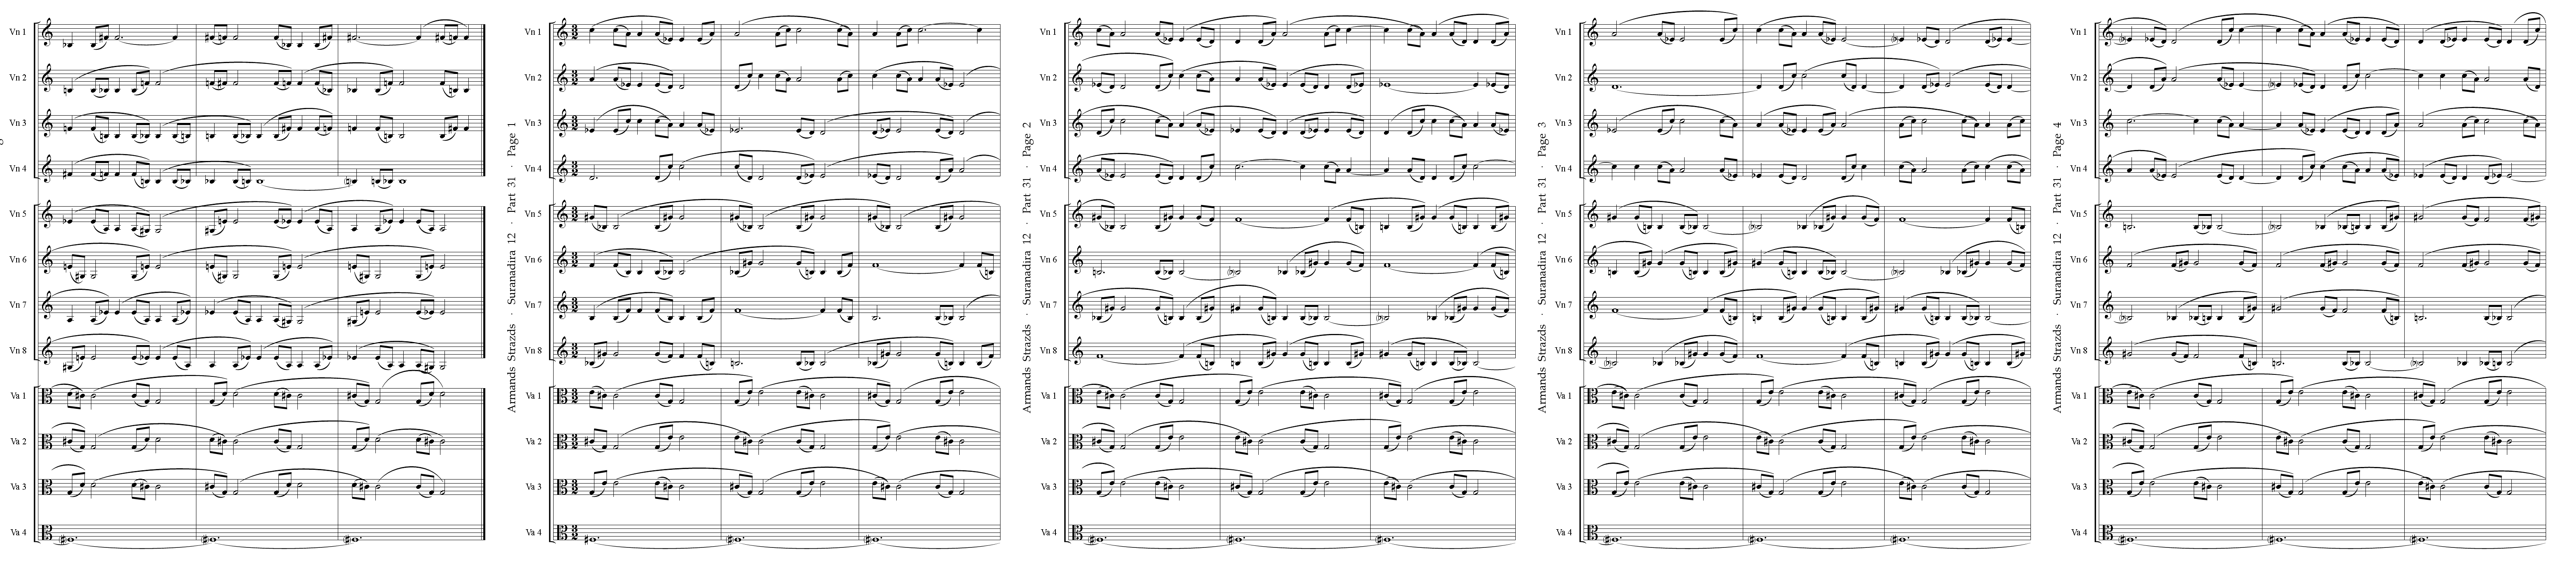 Vn 1
Vn 2
Vn 3
Vn 4
Vn 5
Vn 6
Vn 7
Vn 8
Va 1
Va 2
Va 3
Va 4
Armands Strazds · Suranadira 12 · Part 31 · Page 1
Vn 1
Vn 2
Vn 3
Vn 4
Vn 5
Vn 6
Vn 7
Vn 8
Va 1
Va 2
Va 3
Va 4
Armands Strazds · Suranadira 12 · Part 31 · Page 2
Vn 1
Vn 2
Vn 3
Vn 4
Vn 5
Vn 6
Vn 7
Vn 8
Va 1
Va 2
Va 3
Va 4
Armands Strazds · Suranadira 12 · Part 31 · Page 3
Vn 1
Vn 2
Vn 3
Vn 4
Vn 5
Vn 6
Vn 7
Vn 8
Va 1
Va 2
Va 3
Va 4
Armands Strazds · Suranadira 12 · Part 31 · Page 4
Vn 1
Vn 2
Vn 3
Vn 4
Vn 5
Vn 6
Vn 7
Vn 8
Va 1
Va 2
Va 3
Va 4